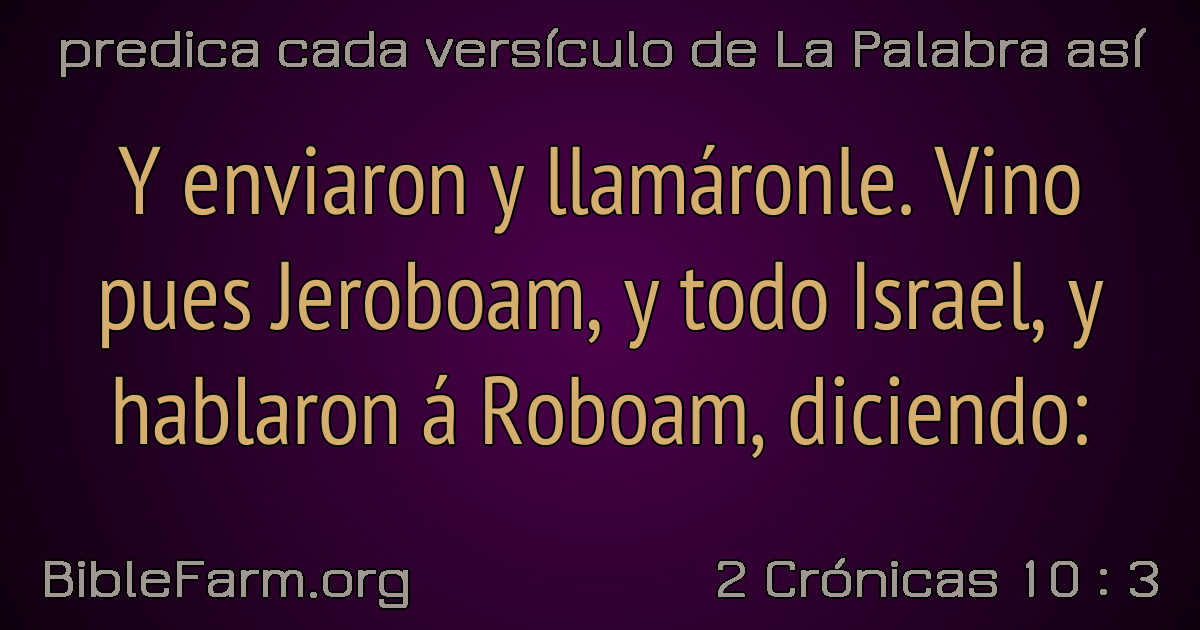 predica cada versículo de La Palabra así
Y enviaron y llamáronle. Vino
pues Jeroboam, y todo Israel, y
hablaron á Roboam, diciendo:
BibleFarm.org
2 Crónicas 10 : 3